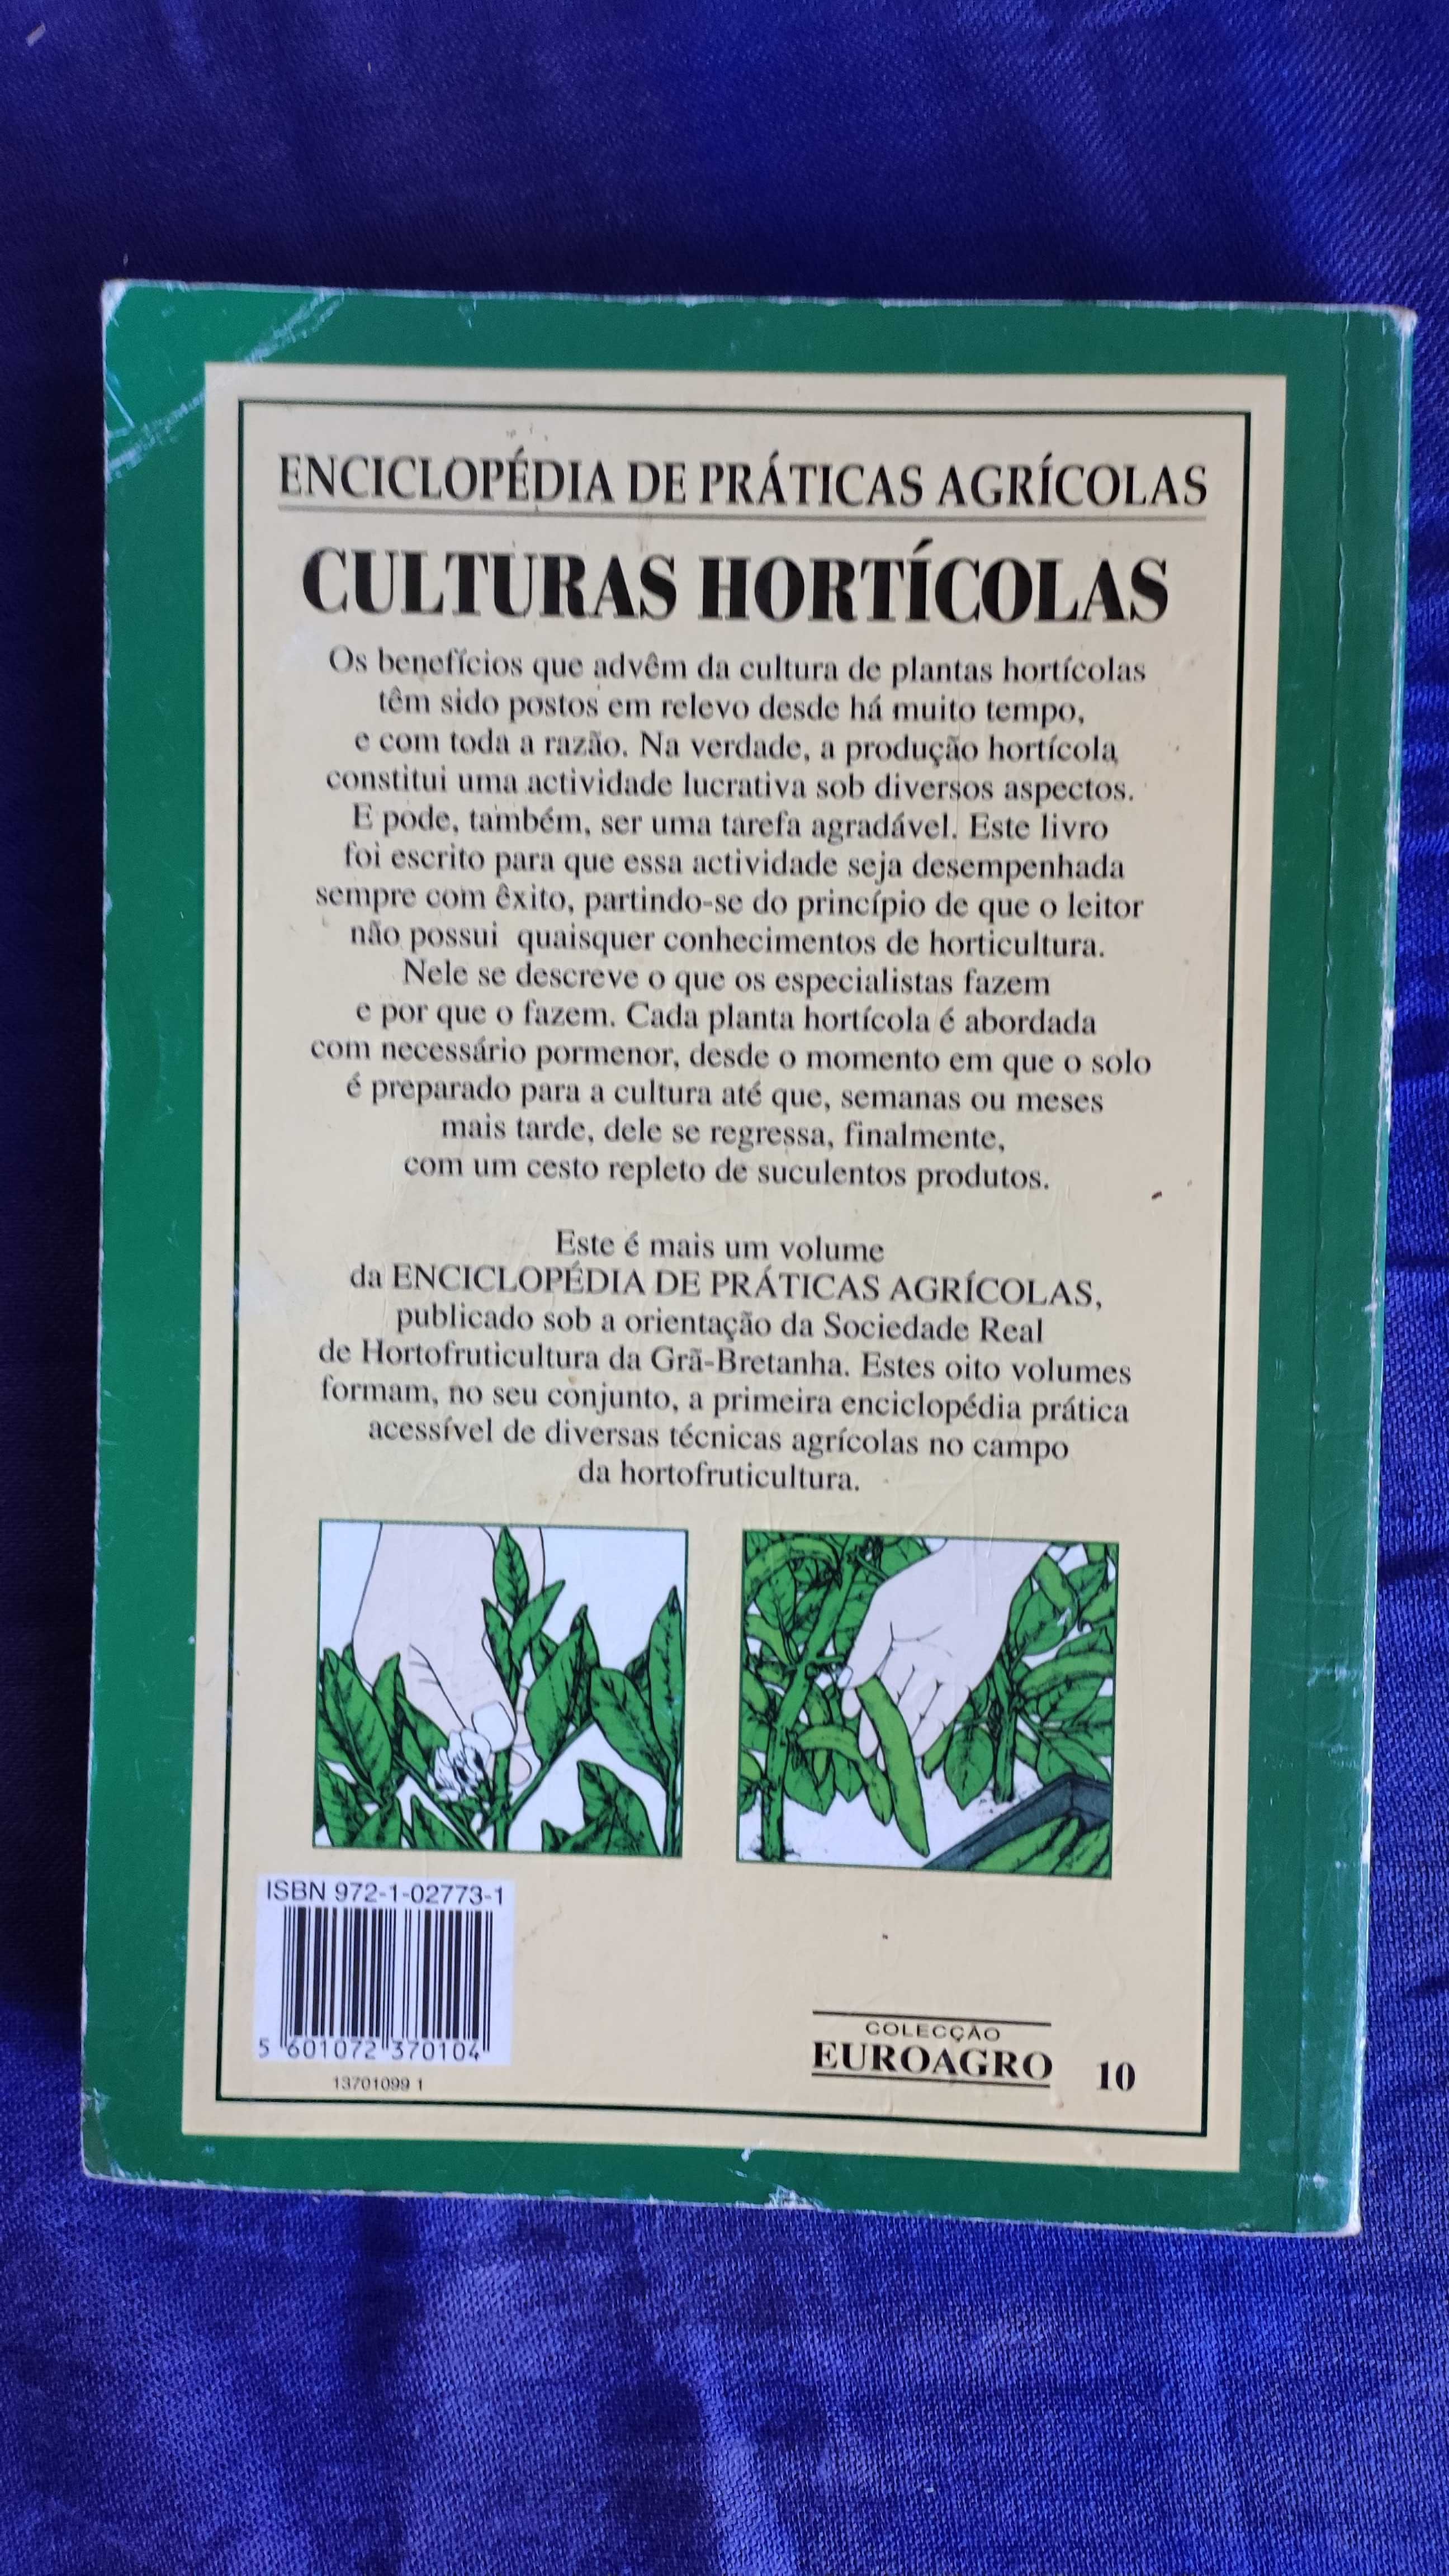 ENCICLOPÉDIA DE PRÁTICAS AGRÍCOLAS
CULTURAS HORTÍCOLAS
Os benefícios que advêm da cultura de plantas hortícolas
têm sido postos em relevo desde há muito tempo,
e com toda a razão. Na verdade, a produção hortícola
constitui uma actividade lucrativa sob diversos aspectos.
E pode, também, ser uma tarefa agradável. Este livro
foi escrito para que essa actividade seja desempenhada
sempre com êxito, partindo-se do princípio de que o leitor
não possui quaisquer conhecimentos de horticultura.
Nele se descreve o que os especialistas fazem
e por que o fazem. Cada planta hortícola é abordada
com necessário pormenor, desde o momento em que o solo
é preparado para a cultura até que, semanas ou meses
mais tarde, dele se regressa, finalmente,
com um cesto repleto de suculentos produtos.
Este é mais um volume
da ENCICLOPÉDIA DE PRÁTICAS AGRÍCOLAS,
publicado sob a orientação da Sociedade Real
de Hortofruticultura da Grã-Bretanha. Estes oito volumes
formam, no seu conjunto, a primeira enciclopédia prática
acessível de diversas técnicas agrícolas no campo
da hortofruticultura.
ISBN 972-1-02773-1
5 601072 370104
13701099 1
COLECÇÃO
EUROAGRO 10